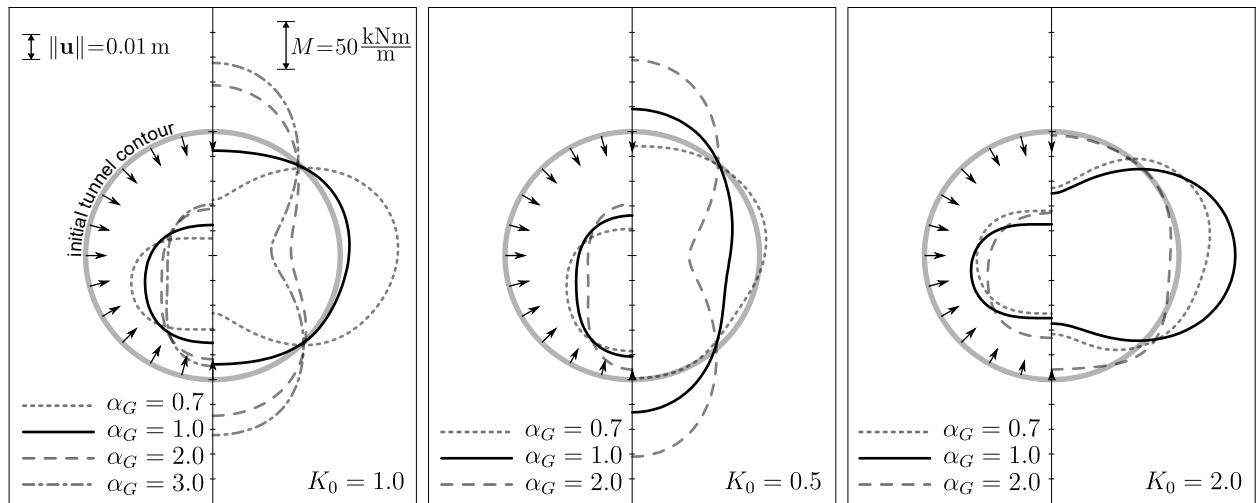 ‖u‖=0.01 m
M=50 kNm/m
initial tunnel contour
α_G = 0.7
α_G = 1.0
α_G = 2.0
α_G = 3.0
K_0 = 1.0
α_G = 0.7
α_G = 1.0
α_G = 2.0
K_0 = 0.5
α_G = 0.7
α_G = 1.0
α_G = 2.0
K_0 = 2.0